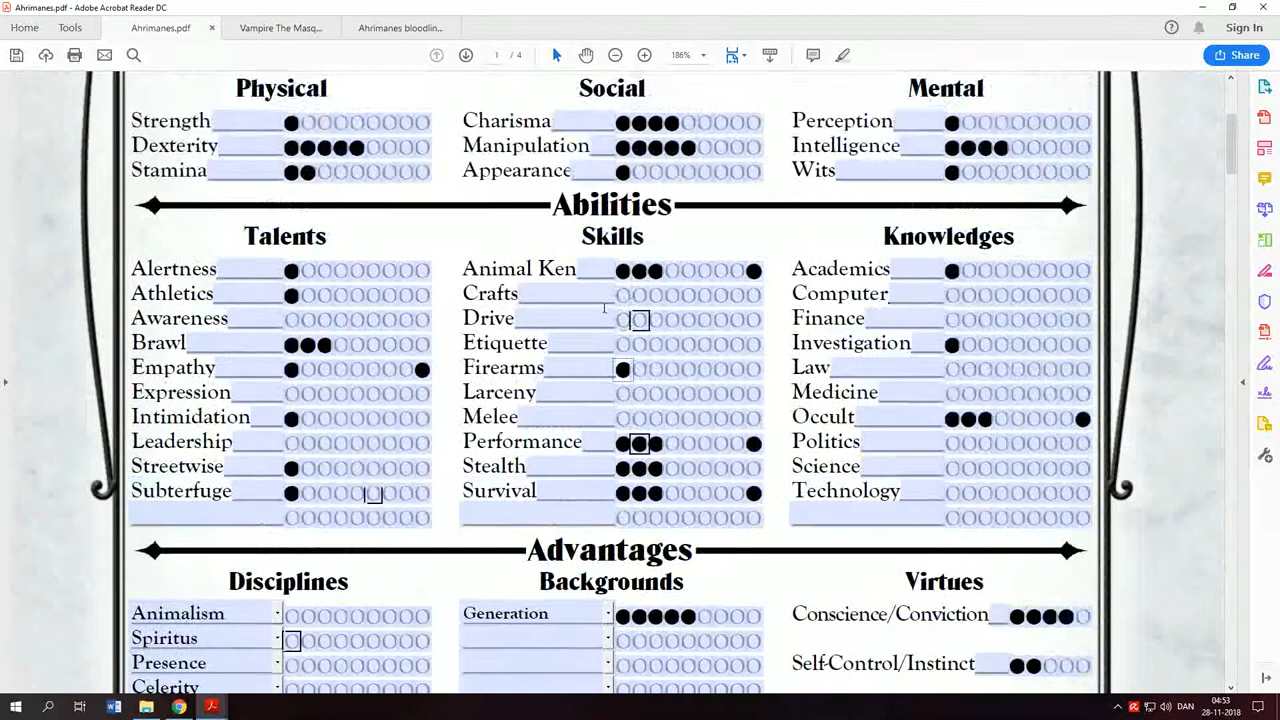 Ahrimanes.pdf - Adobe Acrobat Reader DC
Home Tools Ahrimanes.pdf × Vampire The Masq... Ahrimanes bloodlin... Sign In
1 / 4 186% Share
Physical Social Mental
Strength Charisma Perception
Dexterity Manipulation Intelligence
Stamina Appearance Wits
Abilities
Talents Skills Knowledges
Alertness Animal Ken Academics
Athletics Crafts Computer
Awareness Drive Finance
Brawl Etiquette Investigation
Empathy Firearms Law
Expression Larceny Medicine
Intimidation Melee Occult
Leadership Performance Politics
Streetwise Stealth Science
Subterfuge Survival Technology
Advantages
Disciplines Backgrounds Virtues
Animalism Generation Conscience/Conviction
Spiritus
Presence Self-Control/Instinct
Celerity
DAN 04:53
28-11-2018